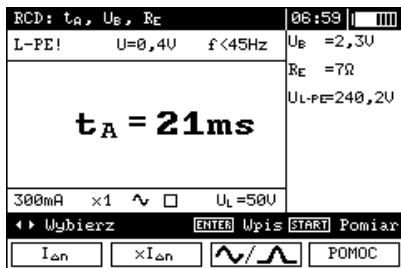 RCD: tA, UB, RE 06:59
L-PE! U=0,4V f<45Hz
UB =2,3V
RE =7Ω
UL-PE=240,2V
tA = 21ms
300mA ×1 UL=50V
Wybierz ENTER Wpis START Pomiar
IΔn ×IΔn POMOC